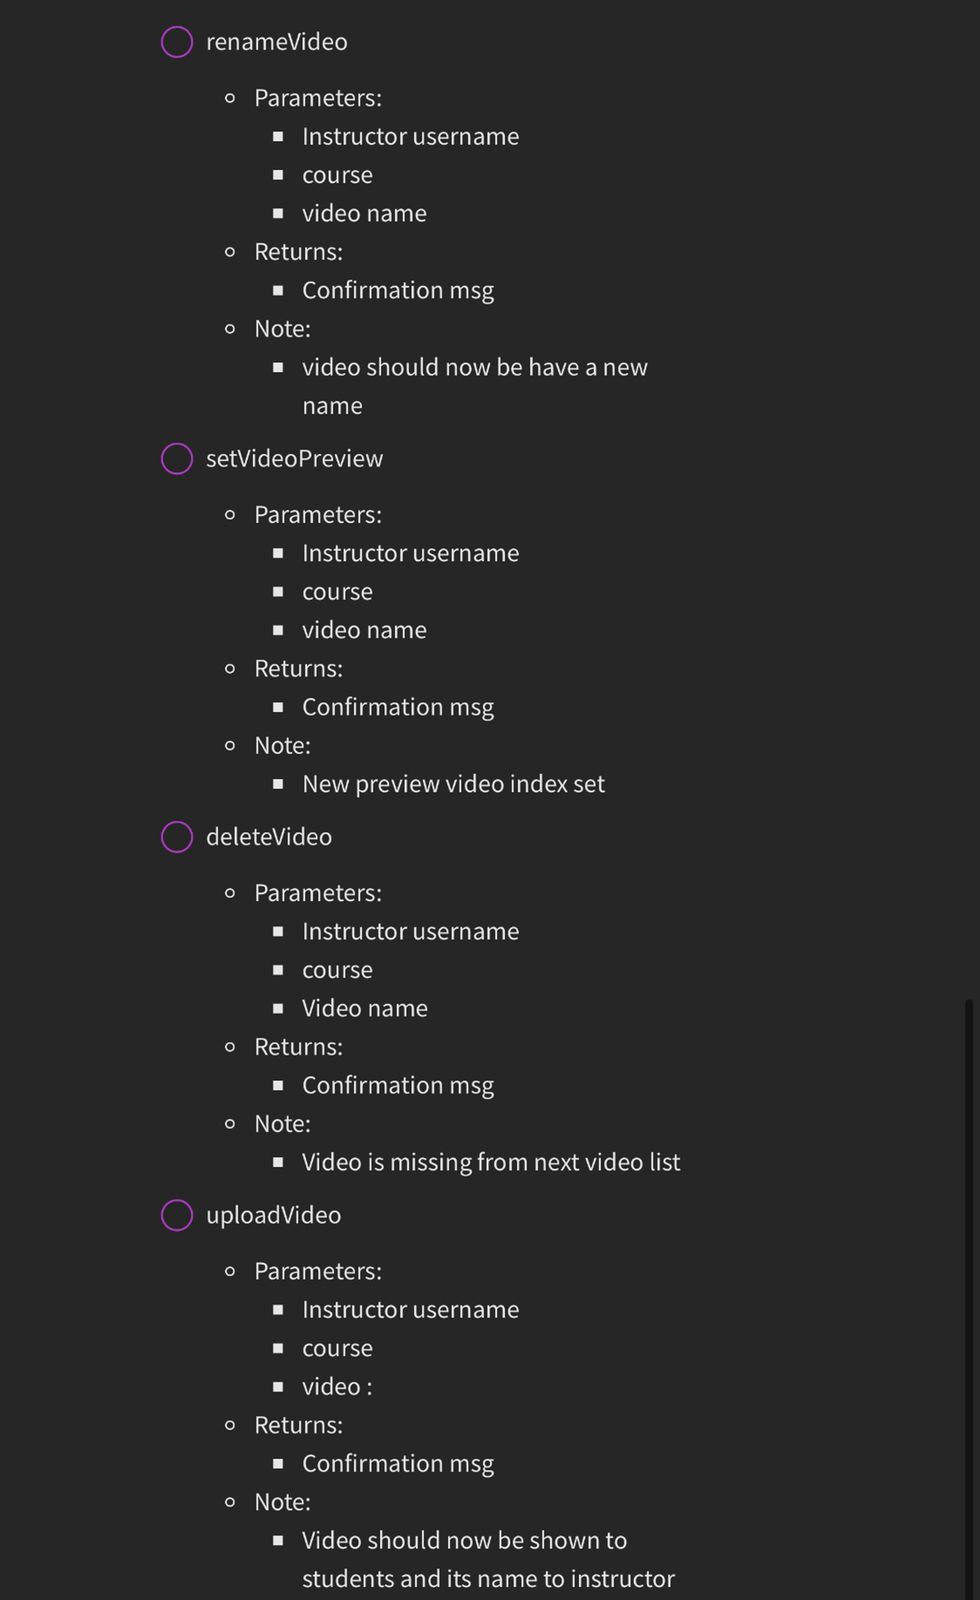 renameVideo
Parameters:
Instructor username
course
video name
Returns:
Confirmation msg
Note:
video should now be have a new
name
setVideoPreview
Parameters:
Instructor username
course
video name
Returns:
Confirmation msg
Note:
New preview video index set
deleteVideo
Parameters:
Instructor username
course
Video name
Returns:
Confirmation msg
Note:
Video is missing from next video list
uploadVideo
Parameters:
Instructor username
course
video :
Returns:
Confirmation msg
Note:
Video should now be shown to
students and its name to instructor